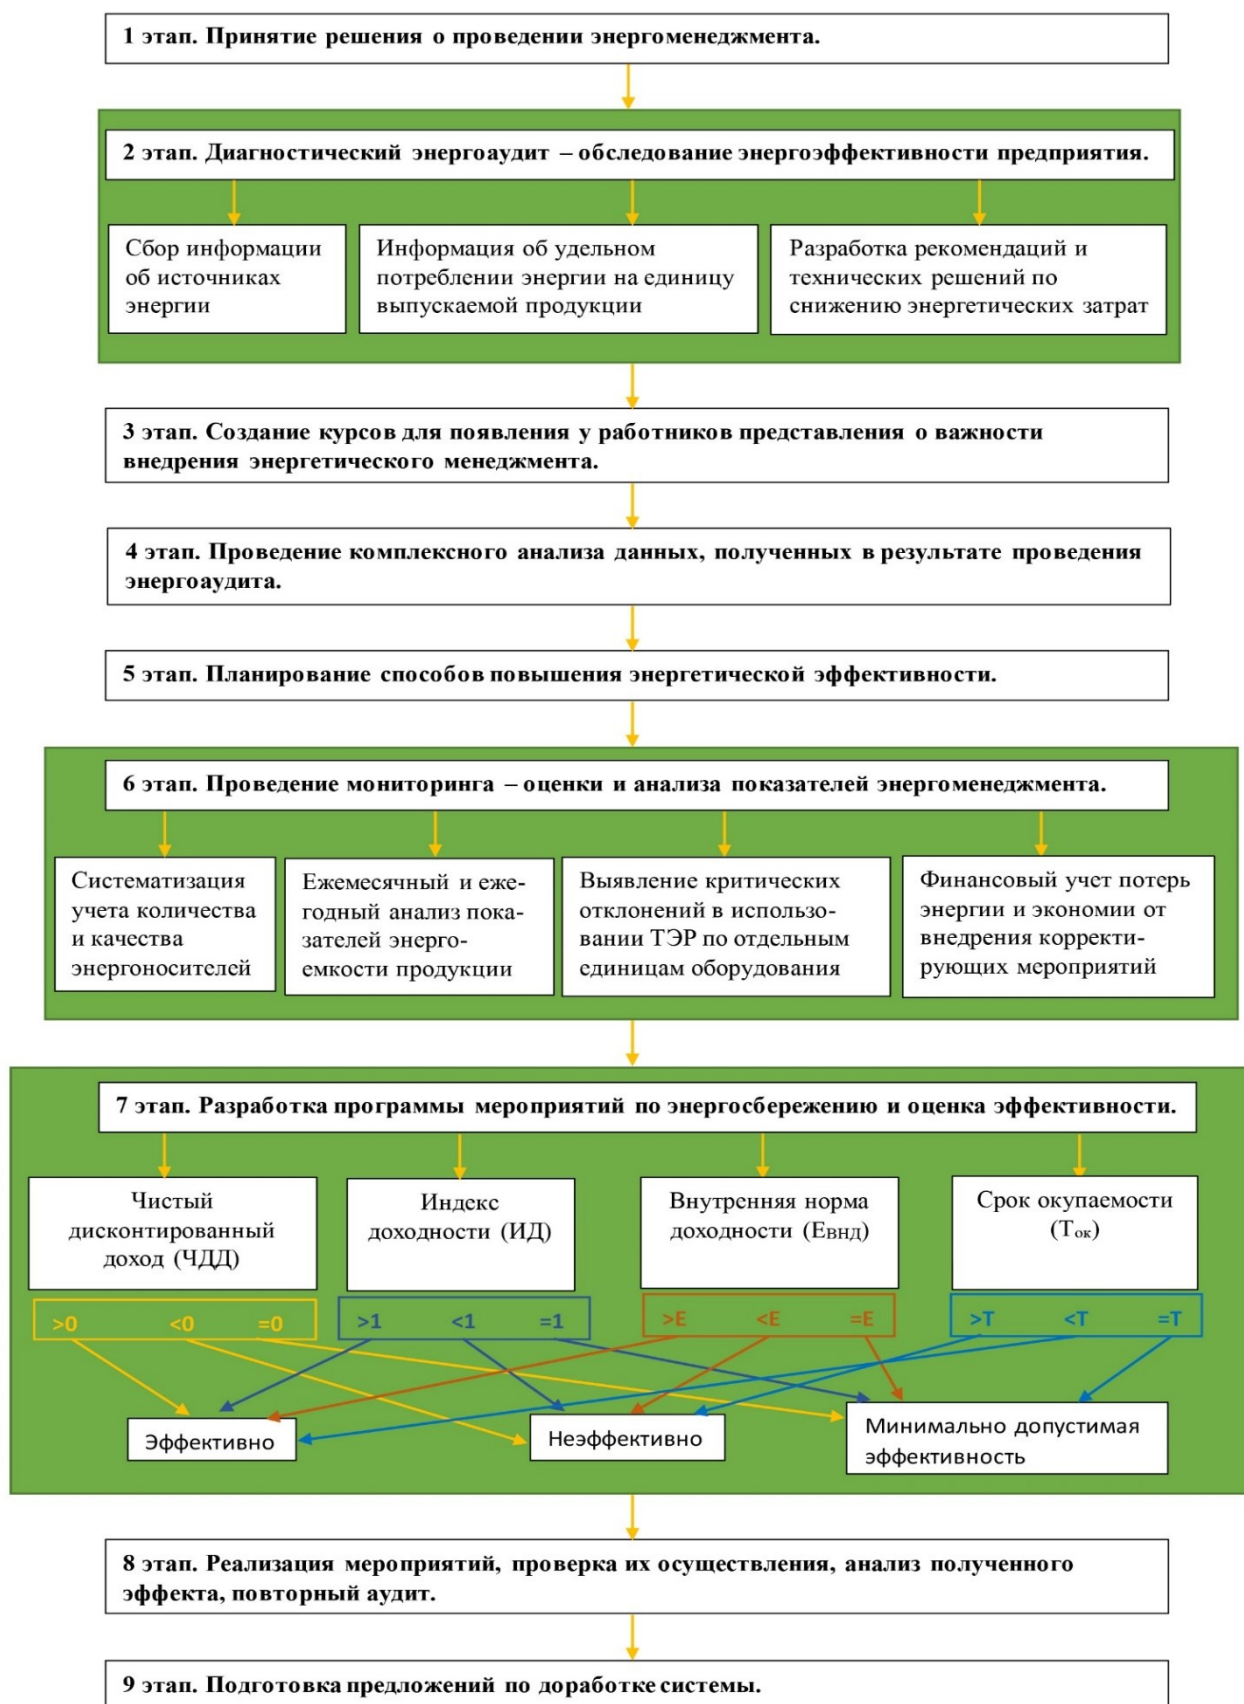 1 этап. Принятие решения о проведении энергоменеджмента.
2 этап. Диагностический энергоаудит – обследование энергоэффективности предприятия.
Сбор информации
об источниках
энергии
Информация об удельном
потреблении энергии на единицу
выпускаемой продукции
Разработка рекомендаций и
технических решений по
снижению энергетических затрат
3 этап. Создание курсов для появления у работников представления о важности
внедрения энергетического менеджмента.
4 этап. Проведение комплексного анализа данных, полученных в результате проведения
энергоаудита.
5 этап. Планирование способов повышения энергетической эффективности.
6 этап. Проведение мониторинга – оценки и анализа показателей энергоменеджмента.
Систематизация
учета количества
и качества
энергоносителей
Ежемесячный и еже-
годный анализ пока-
зателей энерго-
емкости продукции
Выявление критических
отклонений в использо-
вании ТЭР по отдельным
единицам оборудования
Финансовый учет потерь
энергии и экономии от
внедрения корректи-
рующих мероприятий
7 этап. Разработка программы мероприятий по энергосбережению и оценка эффективности.
Чистый
дисконтированный
доход (ЧДД)
Индекс
доходности (ИД)
Внутренняя норма
доходности (EВНД)
Срок окупаемости
(Ток)
>0 <0 =0
>1 <1 =1
>E <E =E
>T <T =T
Эффективно
Неэффективно
Минимально допустимая
эффективность
8 этап. Реализация мероприятий, проверка их осуществления, анализ полученного
эффекта, повторный аудит.
9 этап. Подготовка предложений по доработке системы.